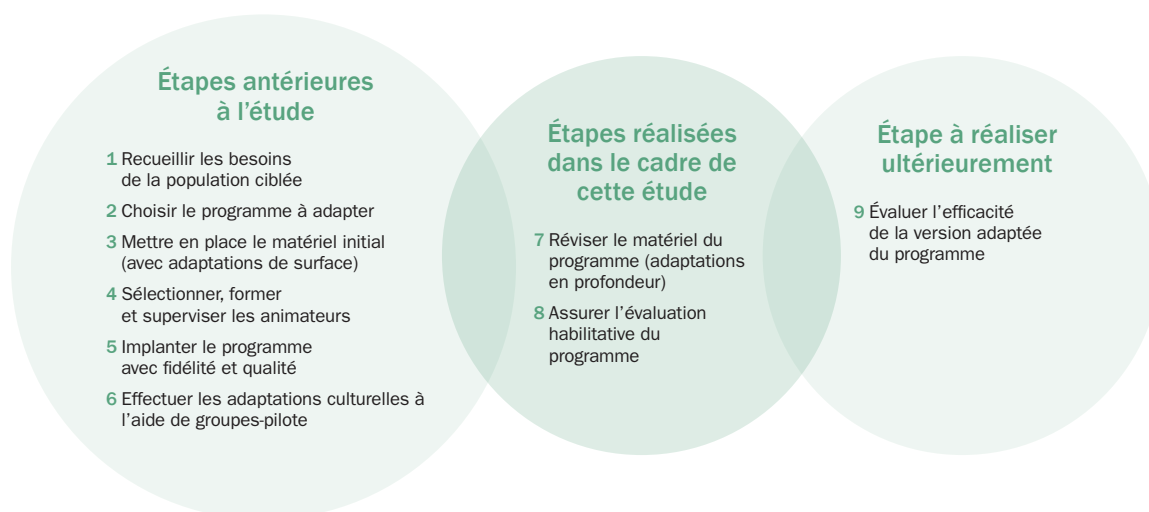 Étapes antérieures
à l'étude
1 Recueillir les besoins
de la population ciblée
2 Choisir le programme à adapter
3 Mettre en place le matériel initial
(avec adaptations de surface)
4 Sélectionner, former
et superviser les animateurs
5 Implanter le programme
avec fidélité et qualité
6 Effectuer les adaptations culturelles à
l'aide de groupes-pilote
Étapes réalisées
dans le cadre de
cette étude
7 Réviser le matériel du
programme (adaptations
en profondeur)
8 Assurer l'évaluation
habilitative du
programme
Étape à réaliser
ultérieurement
9 Évaluer l'efficacité
de la version adaptée
du programme